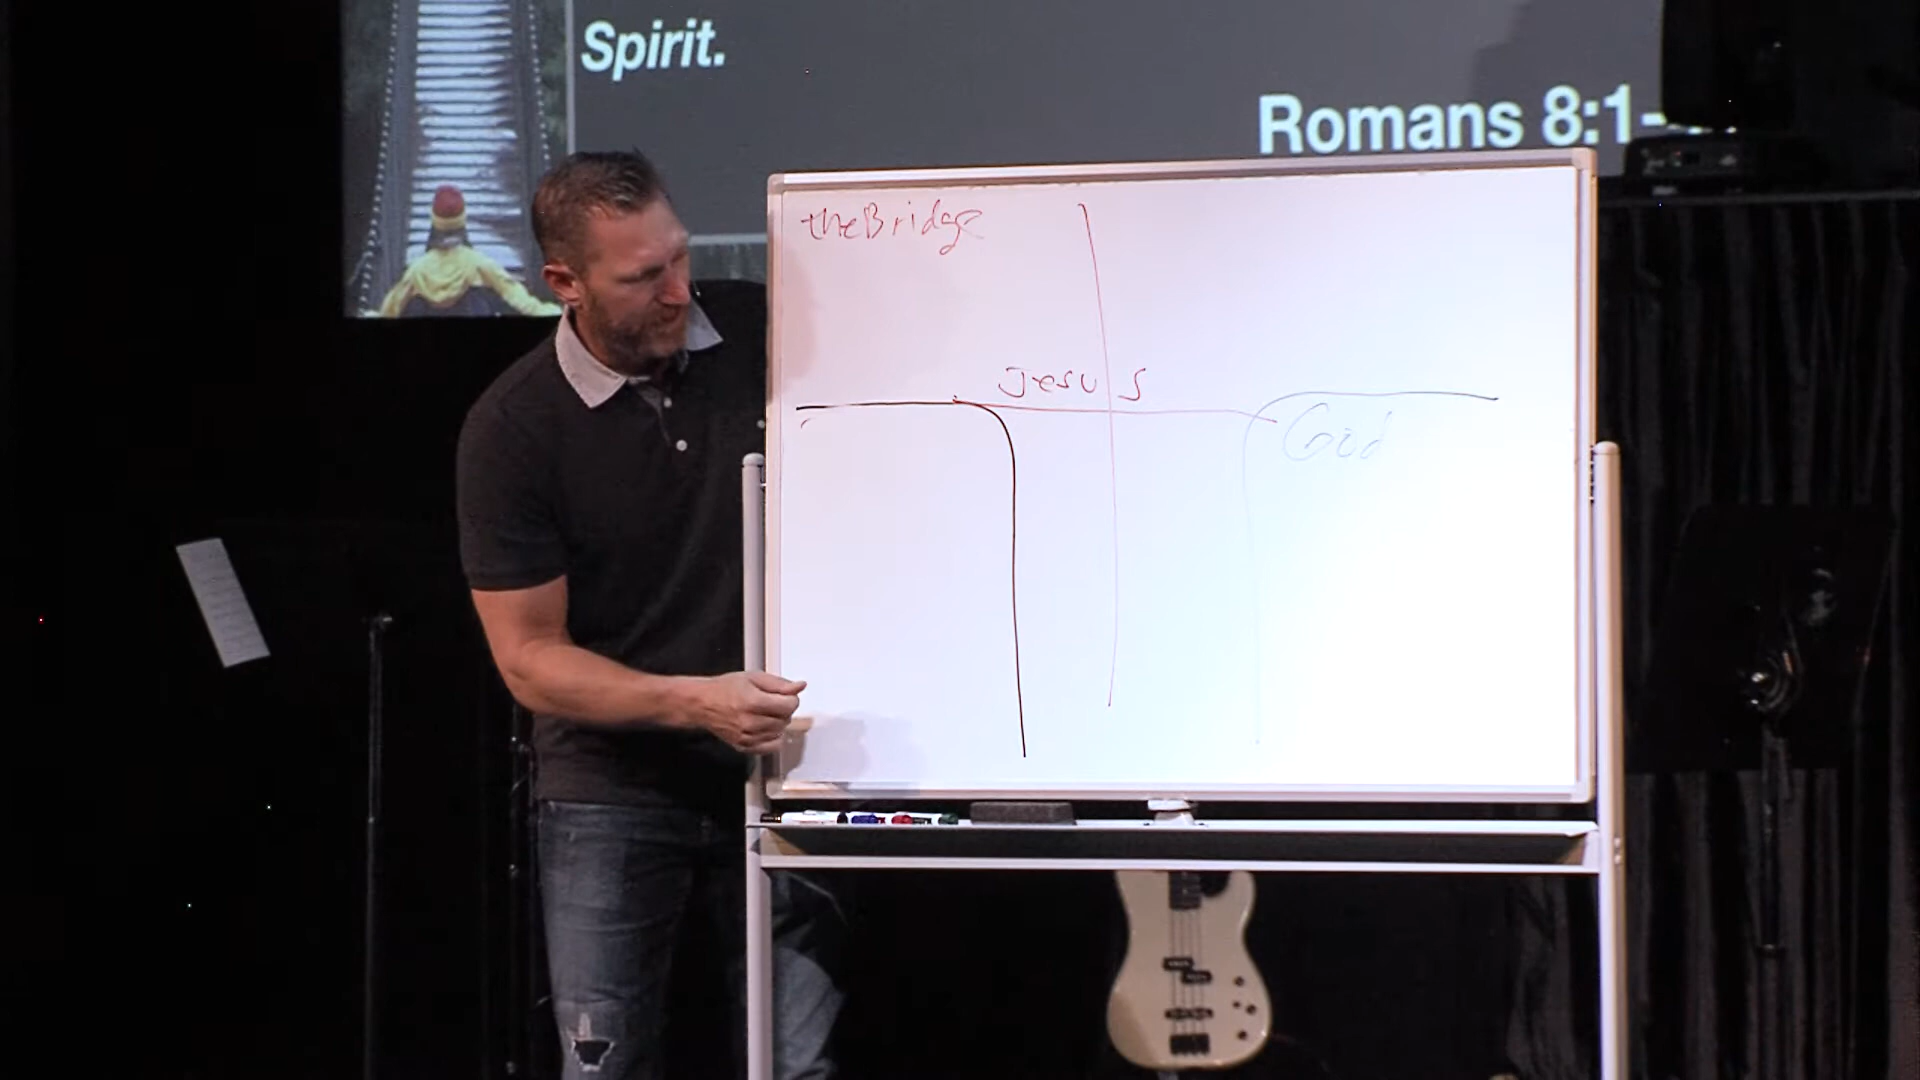 Spirit.
Romans 8:1-
theBridge
Jesus
God